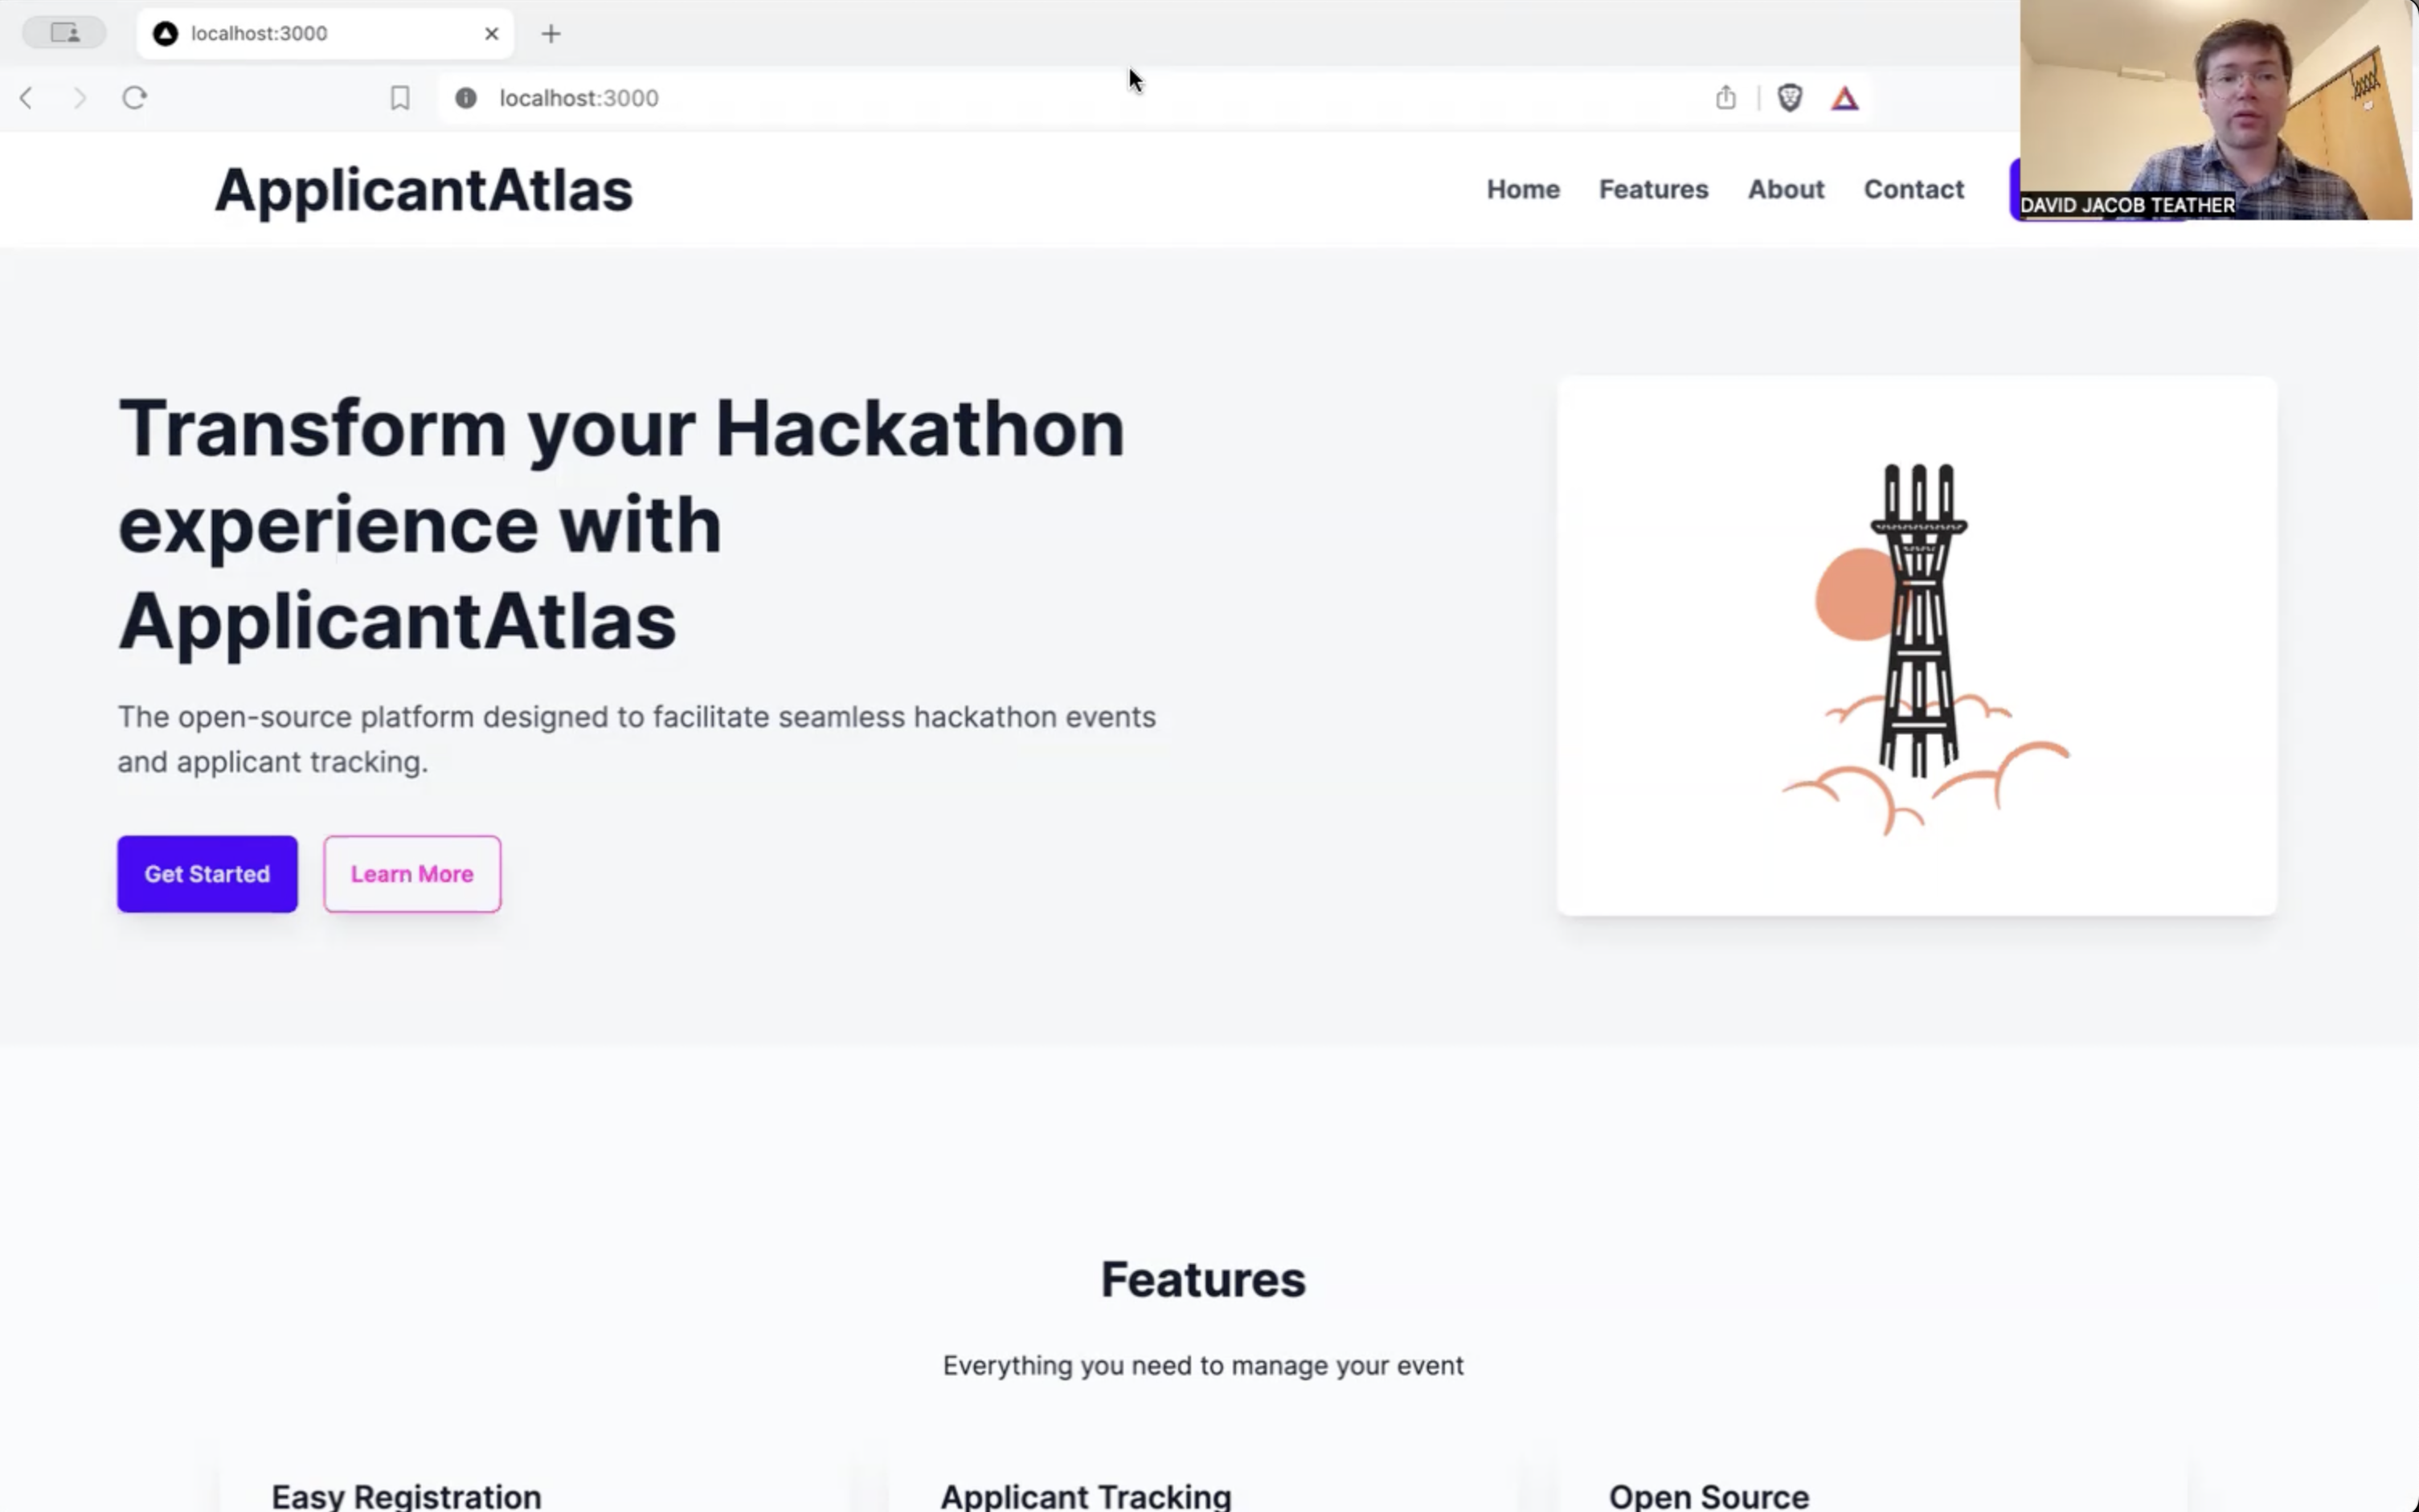 localhost:3000
localhost:3000
ApplicantAtlas
Home Features About Contact
DAVID JACOB TEATHER
Transform your Hackathon
experience with
ApplicantAtlas
The open-source platform designed to facilitate seamless hackathon events
and applicant tracking.
Get Started Learn More
Features
Everything you need to manage your event
Easy Registration Applicant Tracking Open Source